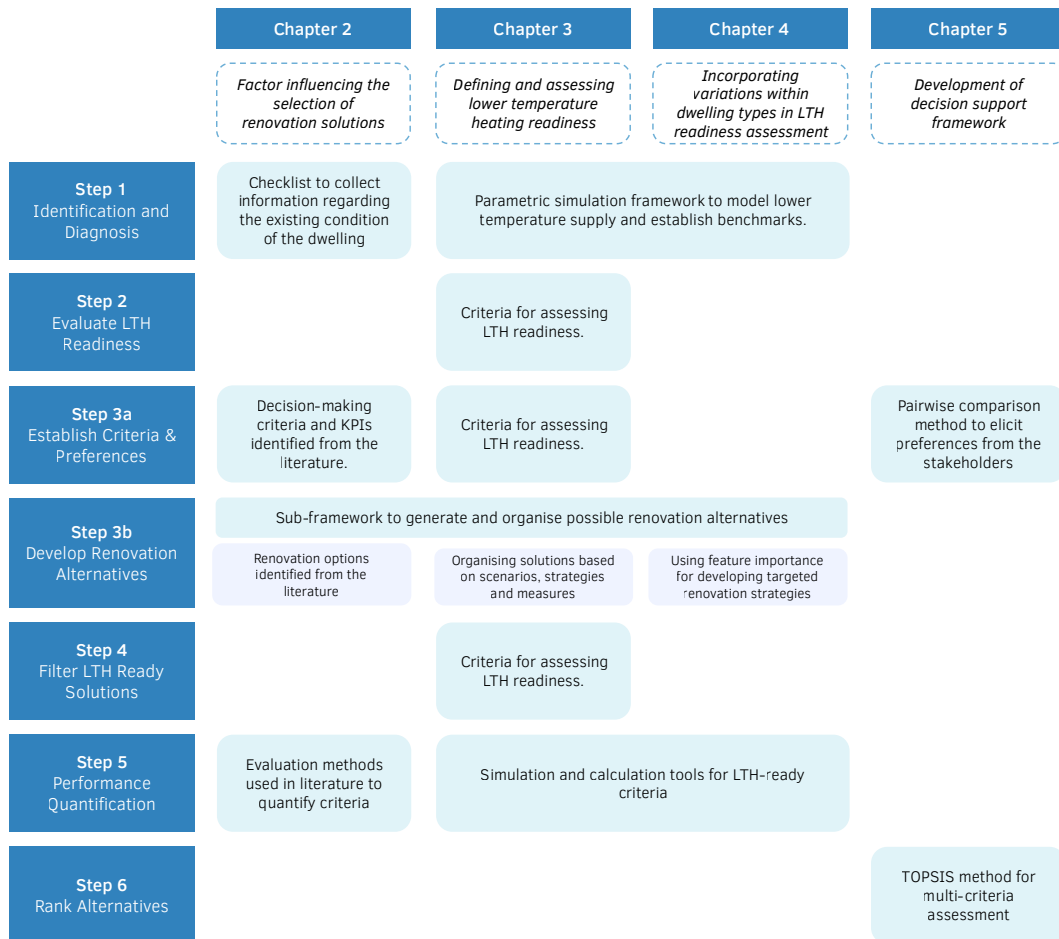 Chapter 2
Chapter 3
Chapter 4
Chapter 5
Factor influencing the
selection of
renovation solutions
Defining and assessing
lower temperature
heating readiness
Incorporating
variations within
dwelling types in LTH
readiness assessment
Development of
decision support
framework
Step 1
Identification and
Diagnosis
Checklist to collect
information regarding
the existing condition
of the dwelling
Parametric simulation framework to model lower
temperature supply and establish benchmarks.
Step 2
Evaluate LTH
Readiness
Criteria for assessing
LTH readiness.
Step 3a
Establish Criteria &
Preferences
Decision-making
criteria and KPIs
identified from the
literature.
Criteria for assessing
LTH readiness.
Pairwise comparison
method to elicit
preferences from the
stakeholders
Step 3b
Develop Renovation
Alternatives
Sub-framework to generate and organise possible renovation alternatives
Renovation options
identified from the
literature
Organising solutions based
on scenarios, strategies
and measures
Using feature importance
for developing targeted
renovation strategies
Step 4
Filter LTH Ready
Solutions
Criteria for assessing
LTH readiness.
Step 5
Performance
Quantification
Evaluation methods
used in literature to
quantify criteria
Simulation and calculation tools for LTH-ready
criteria
Step 6
Rank Alternatives
TOPSIS method for
multi-criteria
assessment